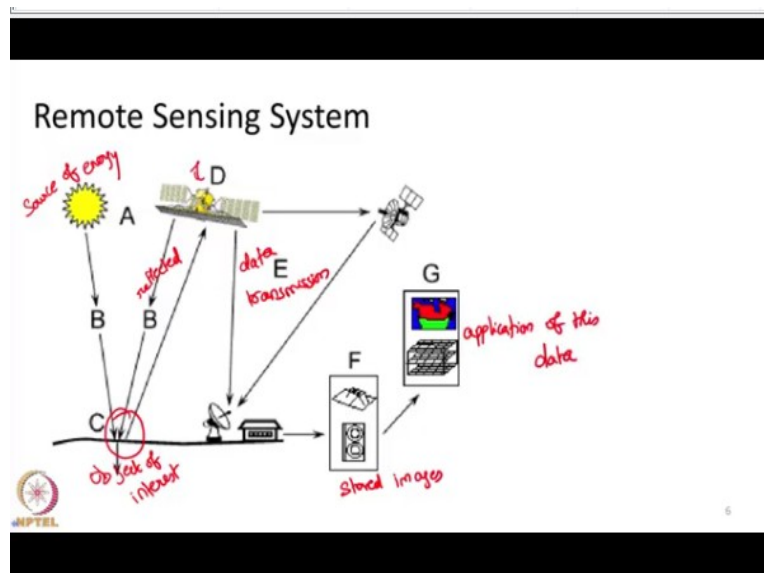 Remote Sensing System
Source of energy
A
1 D
B
B
reflected
data
transmission
E
G
application of this
data
F
C
Object of
interest
Stored images
NPTEL
6